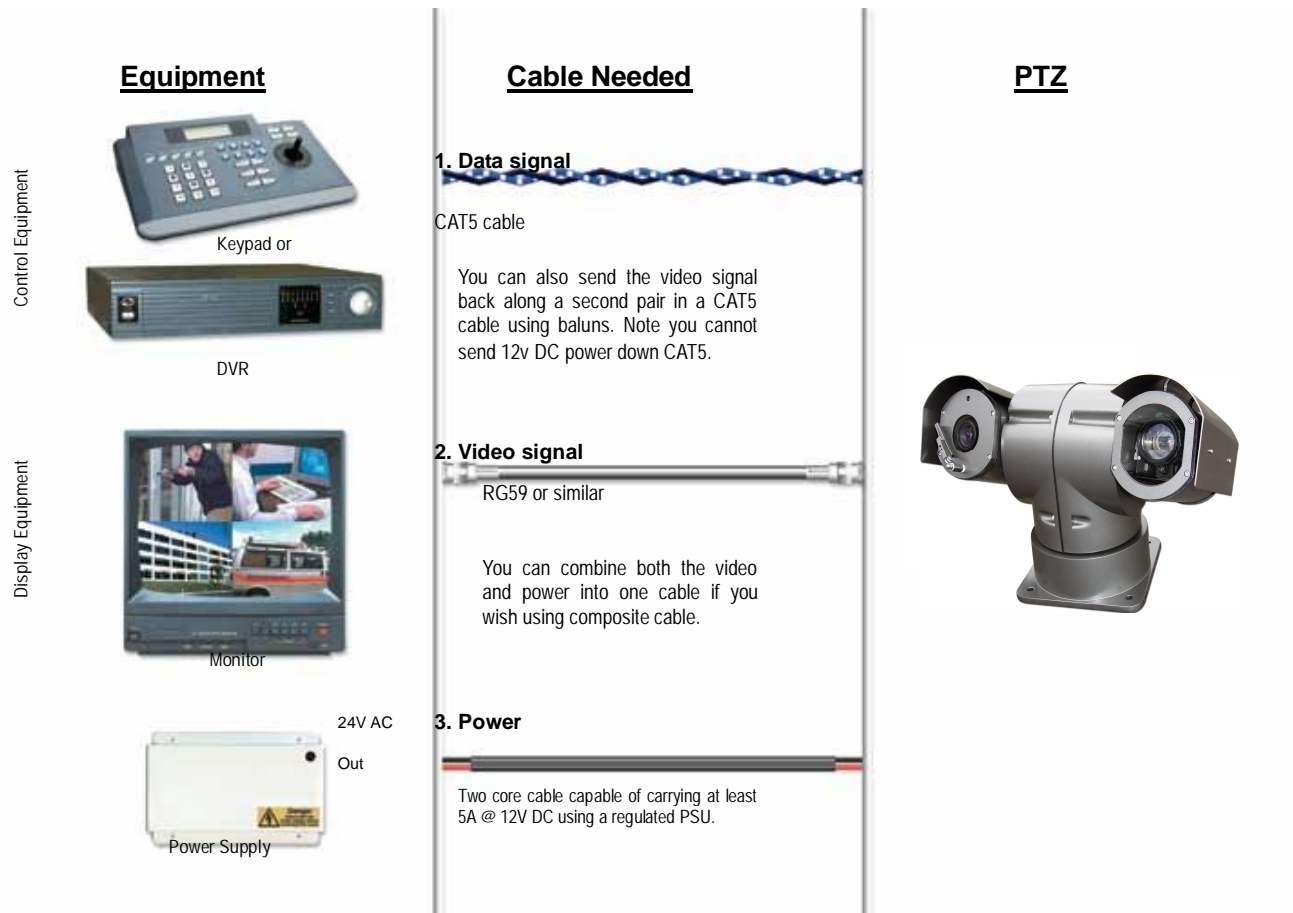 Equipment
Cable Needed
PTZ
Control Equipment
Keypad or
DVR
1. Data signal
CAT5 cable
You can also send the video signal
back along a second pair in a CAT5
cable using baluns. Note you cannot
send 12v DC power down CAT5.
Display Equipment
Monitor
2. Video signal
RG59 or similar
You can combine both the video
and power into one cable if you
wish using composite cable.
24V AC
Out
Power Supply
3. Power
Two core cable capable of carrying at least
5A @ 12V DC using a regulated PSU.